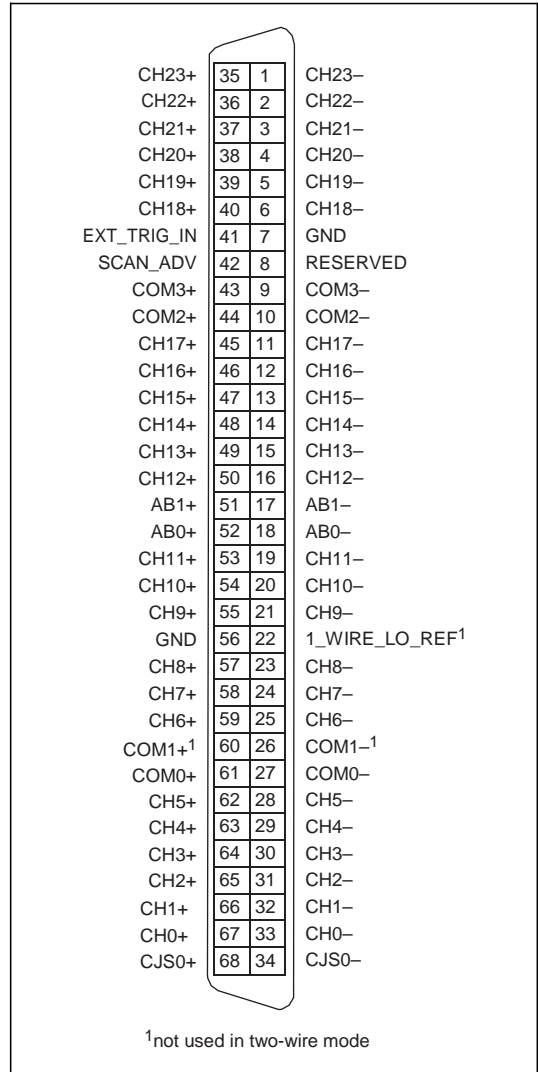 CH23+ 35 1 CH23–
CH22+ 36 2 CH22–
CH21+ 37 3 CH21–
CH20+ 38 4 CH20–
CH19+ 39 5 CH19–
CH18+ 40 6 CH18–
EXT_TRIG_IN 41 7 GND
SCAN_ADV 42 8 RESERVED
COM3+ 43 9 COM3–
COM2+ 44 10 COM2–
CH17+ 45 11 CH17–
CH16+ 46 12 CH16–
CH15+ 47 13 CH15–
CH14+ 48 14 CH14–
CH13+ 49 15 CH13–
CH12+ 50 16 CH12–
AB1+ 51 17 AB1–
AB0+ 52 18 AB0–
CH11+ 53 19 CH11–
CH10+ 54 20 CH10–
CH9+ 55 21 CH9–
GND 56 22 1_WIRE_LO_REF1
CH8+ 57 23 CH8–
CH7+ 58 24 CH7–
CH6+ 59 25 CH6–
COM1+1 60 26 COM1–1
COM0+ 61 27 COM0–
CH5+ 62 28 CH5–
CH4+ 63 29 CH4–
CH3+ 64 30 CH3–
CH2+ 65 31 CH2–
CH1+ 66 32 CH1–
CH0+ 67 33 CH0–
CJS0+ 68 34 CJS0–
1not used in two-wire mode